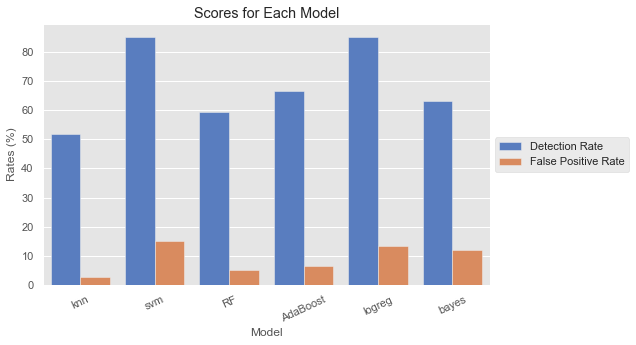 Scores for Each Model
Rates (%)
80
70
60
50
40
30
20
10
0
knn
svm
RF
AdaBoost
logreg
bayes
Model
Detection Rate
False Positive Rate